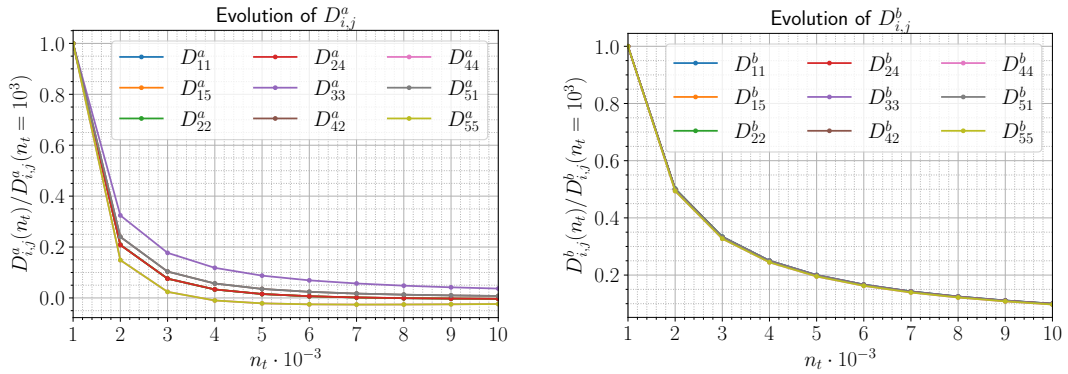 Evolution of $D^a_{i,j}$
$D^a_{i,j}(n_t)/D^a_{i,j}(n_t = 10^3)$
1.0
0.8
0.6
0.4
0.2
0.0
$D^a_{11}$ $D^a_{24}$ $D^a_{44}$
$D^a_{15}$ $D^a_{33}$ $D^a_{51}$
$D^a_{22}$ $D^a_{42}$ $D^a_{55}$
1 2 3 4 5 6 7 8 9 10
$n_t \cdot 10^{-3}$
Evolution of $D^b_{i,j}$
$D^b_{i,j}(n_t)/D^b_{i,j}(n_t = 10^3)$
1.0
0.8
0.6
0.4
0.2
$D^b_{11}$ $D^b_{24}$ $D^b_{44}$
$D^b_{15}$ $D^b_{33}$ $D^b_{51}$
$D^b_{22}$ $D^b_{42}$ $D^b_{55}$
1 2 3 4 5 6 7 8 9 10
$n_t \cdot 10^{-3}$